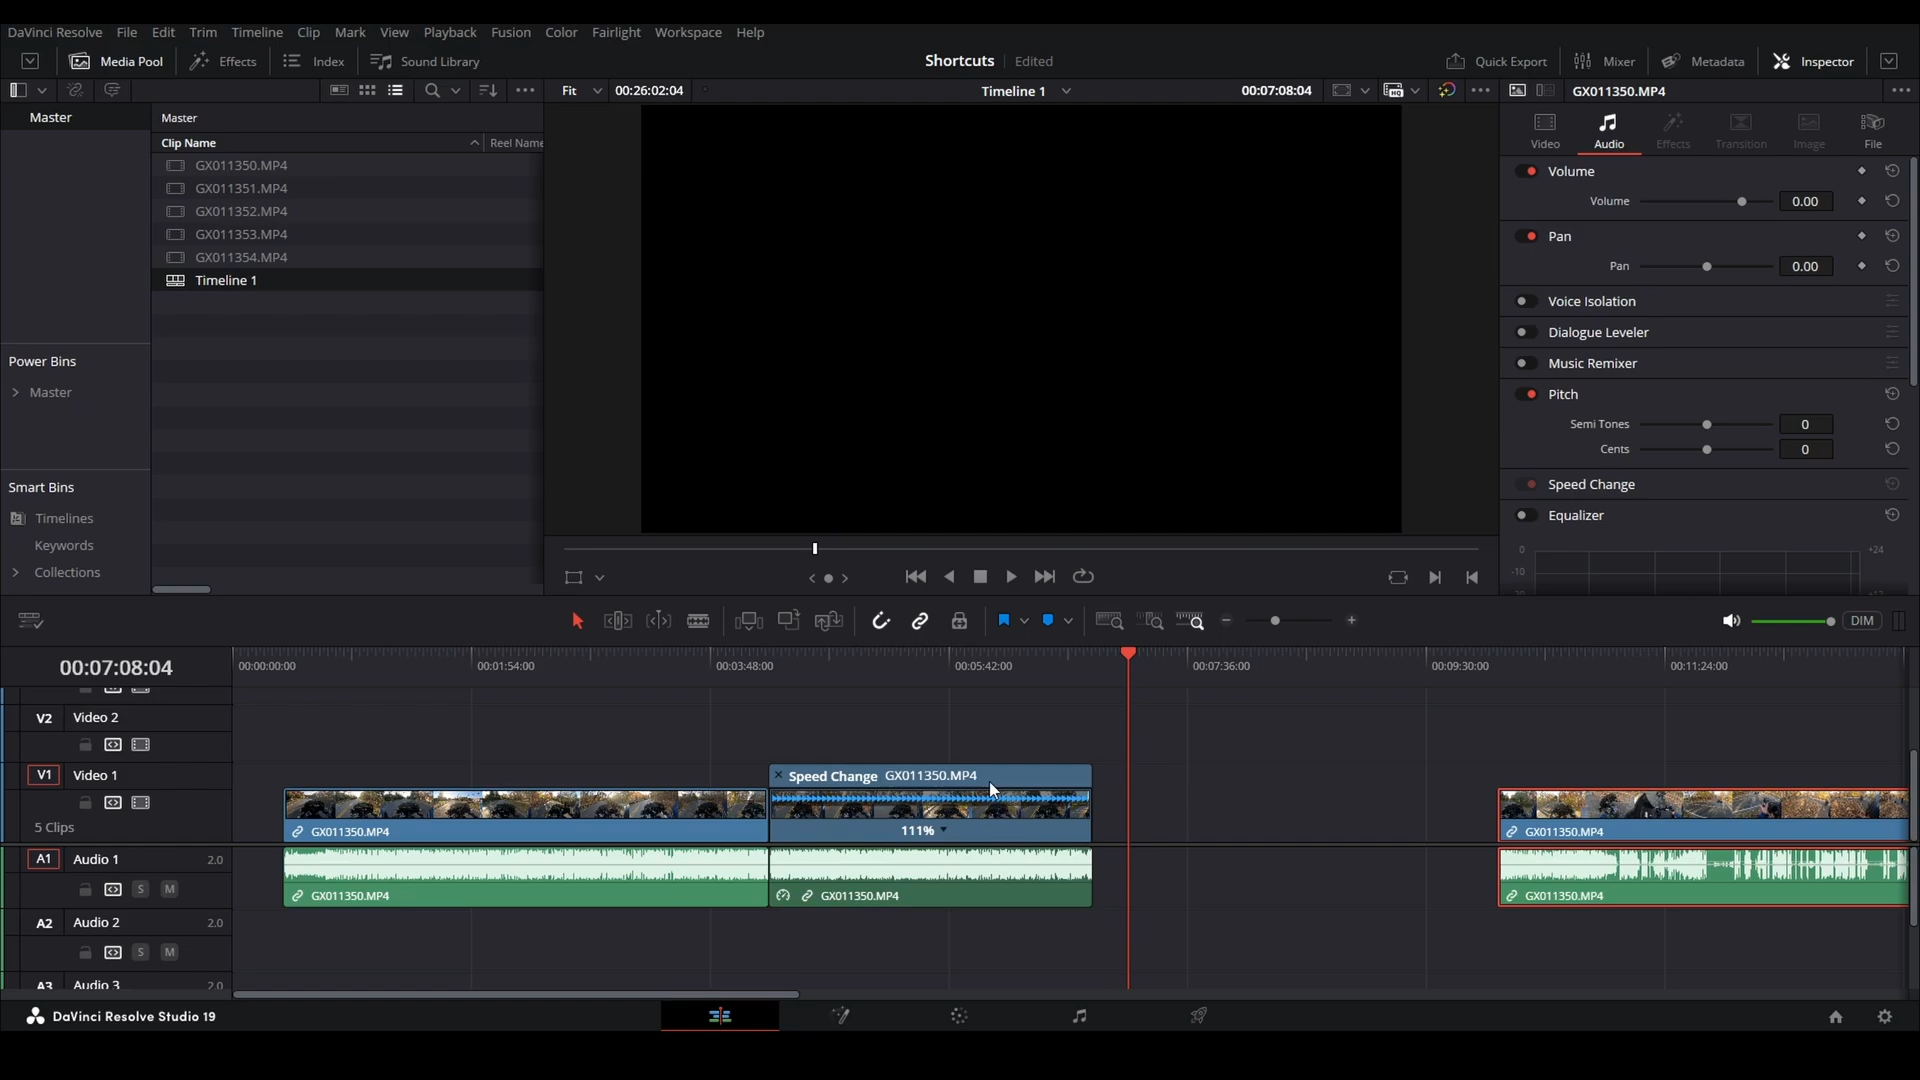 DaVinci Resolve File Edit Trim Timeline Clip Mark View Playback Fusion Color Fairlight Workspace Help
Media Pool Effects Index Sound Library Shortcuts Edited Quick Export Mixer Metadata Inspector
Fit 00:26:02:04 Timeline 1 00:07:08:04 GX011350.MP4
Master
Master
Clip Name Reel Name
GX011350.MP4
GX011351.MP4
GX011352.MP4
GX011353.MP4
GX011354.MP4
Timeline 1
Power Bins
Master
Smart Bins
Timelines
Keywords
Collections
Video Audio Effects Transition Image File
Volume
Volume 0.00
Pan
Pan 0.00
Voice Isolation
Dialogue Leveler
Music Remixer
Pitch
Semi Tones 0
Cents 0
Speed Change
Equalizer
0 +24
-10
DIM
00:07:08:04
00:00:00:00 00:01:54:00 00:03:48:00 00:05:42:00 00:07:36:00 00:09:30:00 00:11:24:00
V2 Video 2
V1 Video 1
5 Clips
Speed Change GX011350.MP4
GX011350.MP4 111% GX011350.MP4
A1 Audio 1 2.0
S M
GX011350.MP4 GX011350.MP4 GX011350.MP4
A2 Audio 2 2.0
S M
A3 Audio 3 2.0
DaVinci Resolve Studio 19